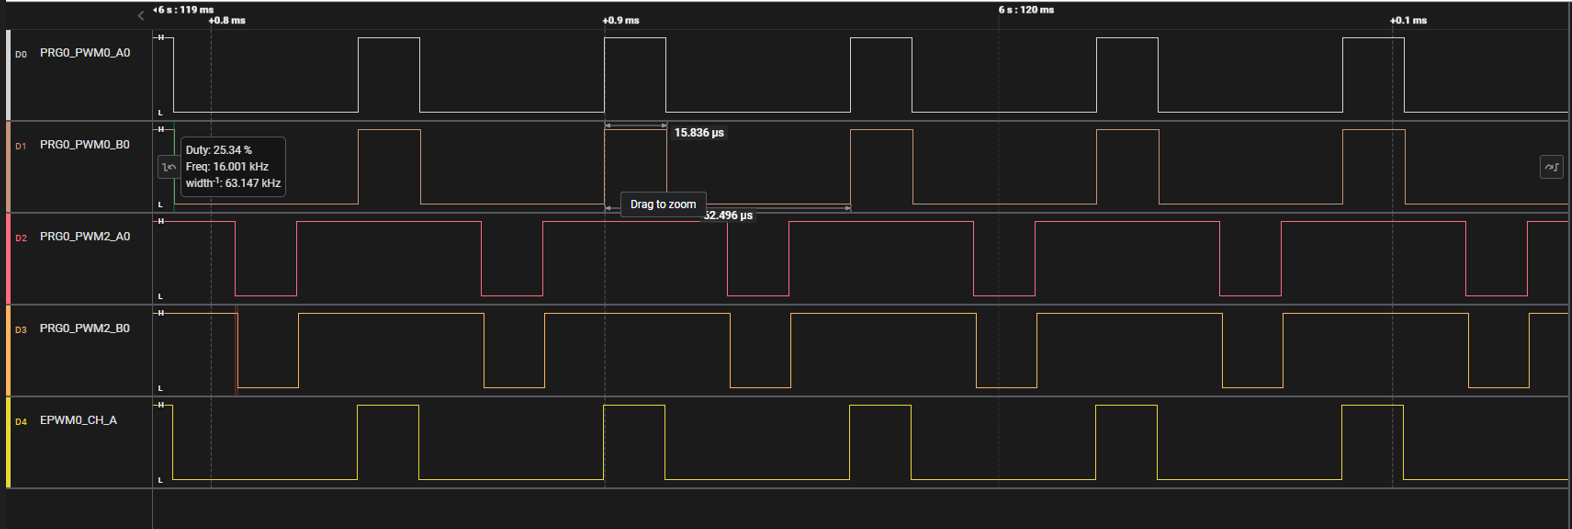 6 s : 119 ms
+0.8 ms
+0.9 ms
6 s : 120 ms
+0.1 ms
D0 PRG0_PWM0_A0
H
L
D1 PRG0_PWM0_B0
H
L
Duty: 25.34 %
Freq: 16.001 kHz
width-1: 63.147 kHz
15.836 µs
Drag to zoom
62.496 µs
D2 PRG0_PWM2_A0
H
L
D3 PRG0_PWM2_B0
H
L
D4 EPWM0_CH_A
H
L